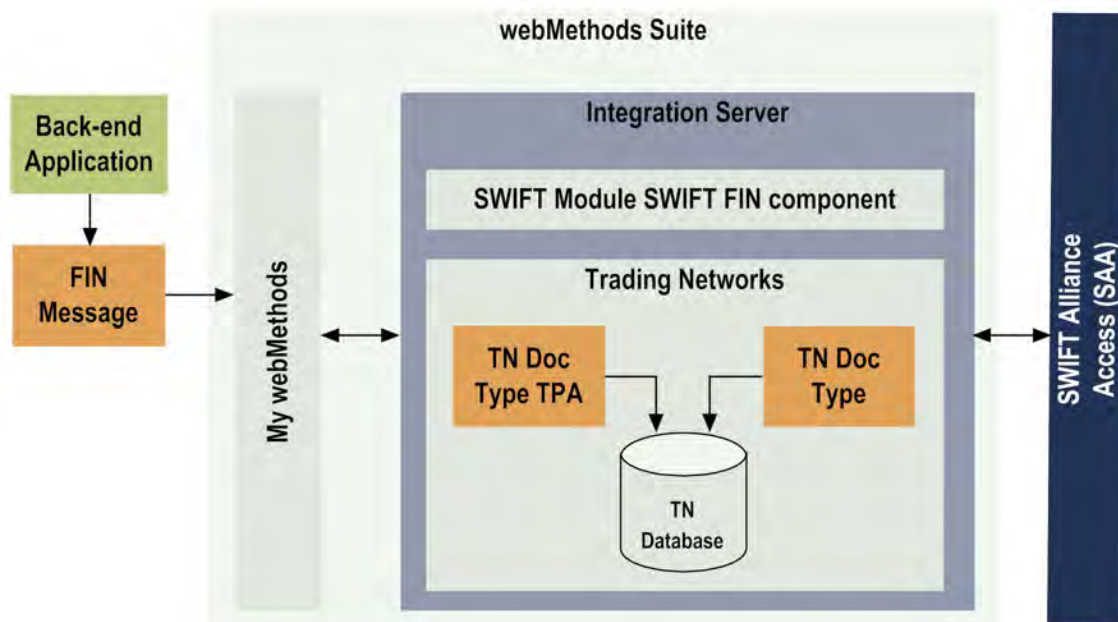 webMethods Suite
Back-end
Application
FIN
Message
My webMethods
Integration Server
SWIFT Module SWIFT FIN component
Trading Networks
TN Doc
Type TPA
TN Doc
Type
TN
Database
SWIFT Alliance
Access (SAA)